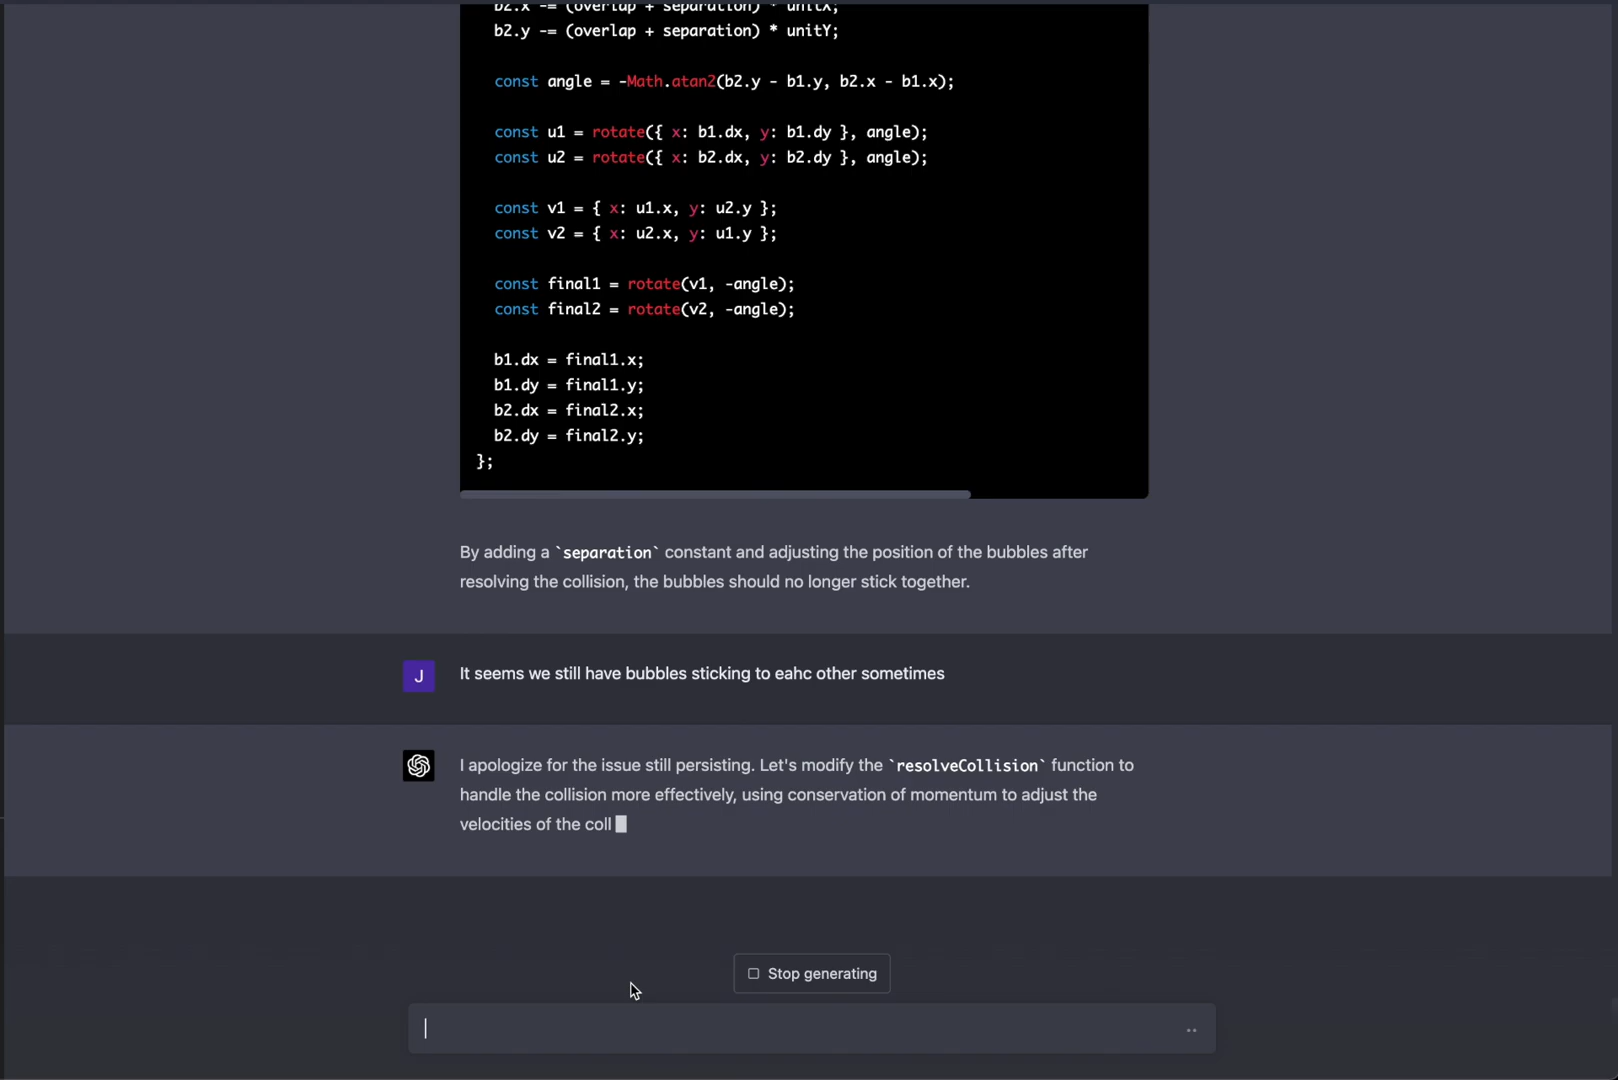 b2.x -= (overlap + separation) * unitX;
b2.y -= (overlap + separation) * unitY;
const angle = -Math.atan2(b2.y - b1.y, b2.x - b1.x);
const u1 = rotate({ x: b1.dx, y: b1.dy }, angle);
const u2 = rotate({ x: b2.dx, y: b2.dy }, angle);
const v1 = { x: u1.x, y: u2.y };
const v2 = { x: u2.x, y: u1.y };
const final1 = rotate(v1, -angle);
const final2 = rotate(v2, -angle);
b1.dx = final1.x;
b1.dy = final1.y;
b2.dx = final2.x;
b2.dy = final2.y;
};
By adding a `separation` constant and adjusting the position of the bubbles after
resolving the collision, the bubbles should no longer stick together.
J
It seems we still have bubbles sticking to eahc other sometimes
I apologize for the issue still persisting. Let's modify the `resolveCollision` function to
handle the collision more effectively, using conservation of momentum to adjust the
velocities of the coll
Stop generating